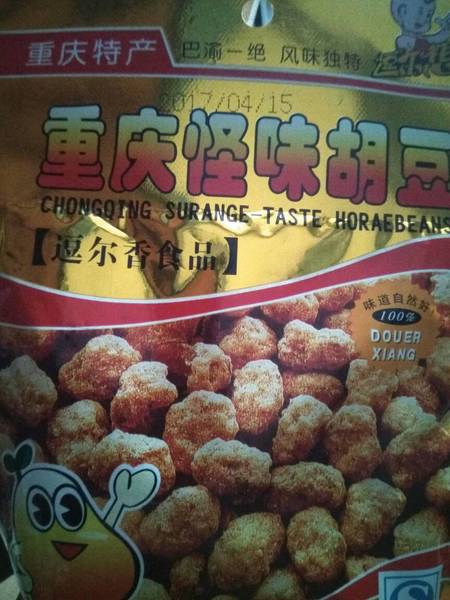 重庆特产 巴渝一绝 风味独特
2017/04/15
重庆怪味胡豆
CHONGQING SURANGE-TASTE HORAEBEANS
【逗尔香食品】
味道自然好
100%
DOUER
XIANG